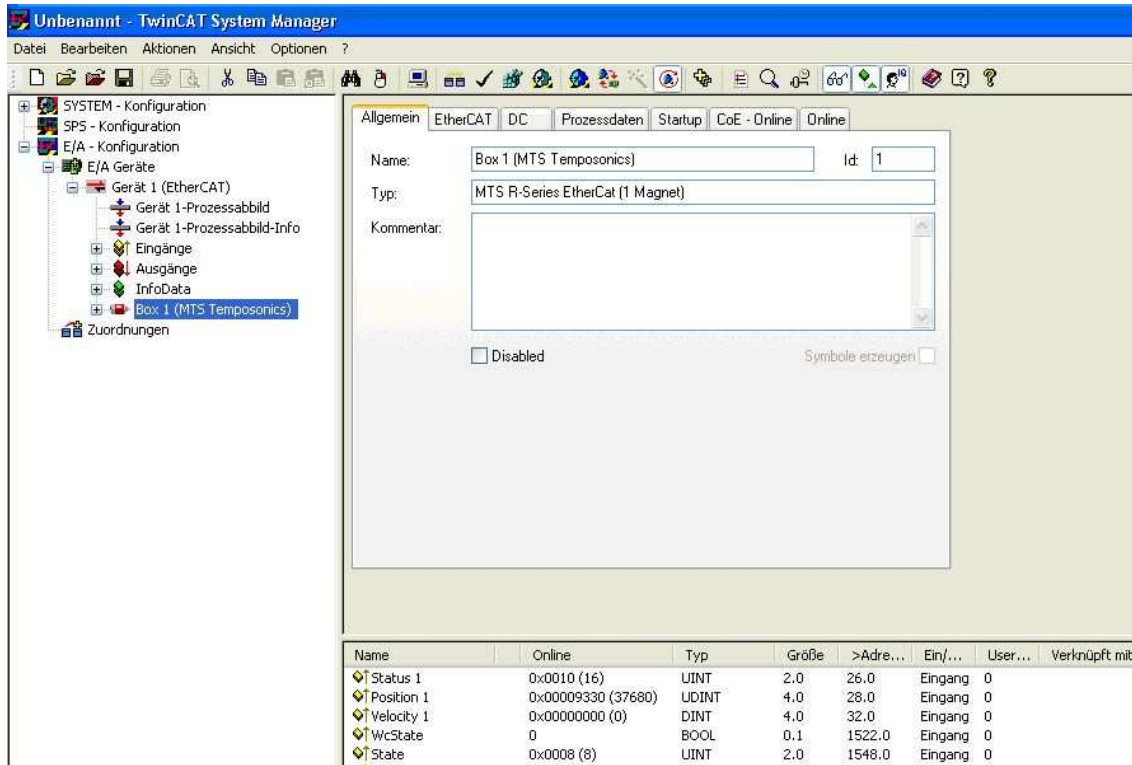 Unbenannt - TwinCAT System Manager
Datei Bearbeiten Aktionen Ansicht Optionen ?
SYSTEM - Konfiguration
SPS - Konfiguration
E/A - Konfiguration
E/A Geräte
Gerät 1 (EtherCAT)
Gerät 1-Prozessabbild
Gerät 1-Prozessabbild-Info
Eingänge
Ausgänge
InfoData
Box 1 (MTS Temposonics)
Zuordnungen
Allgemein EtherCAT DC Prozessdaten Startup CoE - Online Online
Name: Box 1 (MTS Temposonics) Id: 1
Typ: MTS R-Series EtherCat (1 Magnet)
Kommentar:
Disabled Symbole erzeugen
Name Online Typ Größe >Adre... Ein/... User... Verknüpft mit
Status 1 0x0010 (16) UINT 2.0 26.0 Eingang 0
Position 1 0x00009330 (37680) UDINT 4.0 28.0 Eingang 0
Velocity 1 0x00000000 (0) DINT 4.0 32.0 Eingang 0
WcState 0 BOOL 0.1 1522.0 Eingang 0
State 0x0008 (8) UINT 2.0 1548.0 Eingang 0